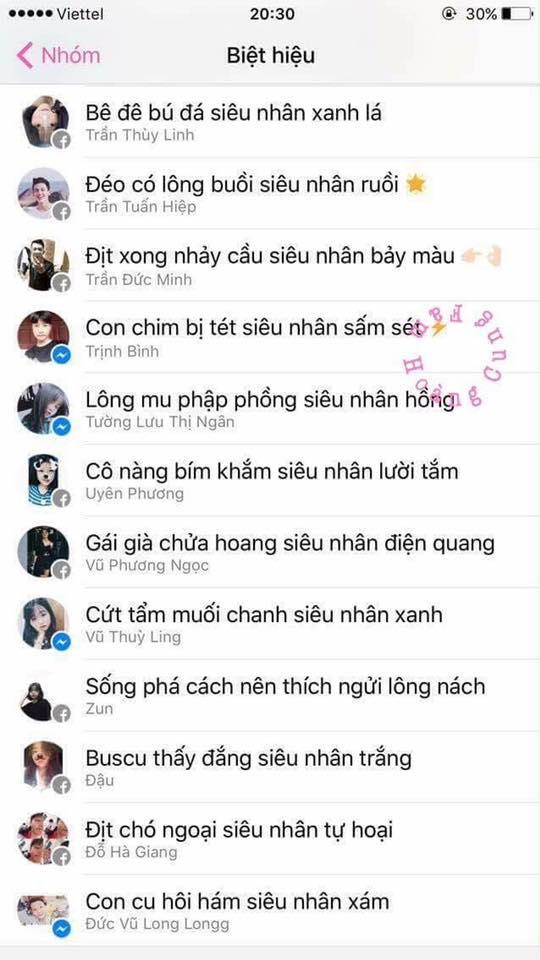 Viettel 20:30 30%
Nhóm Biệt hiệu
Bê đê bú đá siêu nhân xanh lá
Trần Thùy Linh
Đéo có lông buồi siêu nhân ruồi 🌟
Trần Tuấn Hiệp
Địt xong nhảy cầu siêu nhân bảy màu 👉🏻👌🏻
Trần Đức Minh
Con chim bị tét siêu nhân sấm sét⚡
Trịnh Bình
Lông mu phập phồng siêu nhân hồng
Tường Lưu Thị Ngân
Cô nàng bím khắm siêu nhân lười tắm
Uyên Phương
Gái già chửa hoang siêu nhân điện quang
Vũ Phương Ngọc
Cứt tẩm muối chanh siêu nhân xanh
Vũ Thuỳ Ling
Sống phá cách nên thích ngửi lông nách
Zun
Buscu thấy đắng siêu nhân trắng
Đậu
Địt chó ngoại siêu nhân tự hoại
Đỗ Hà Giang
Con cu hôi hám siêu nhân xám
Đức Vũ Long Longg